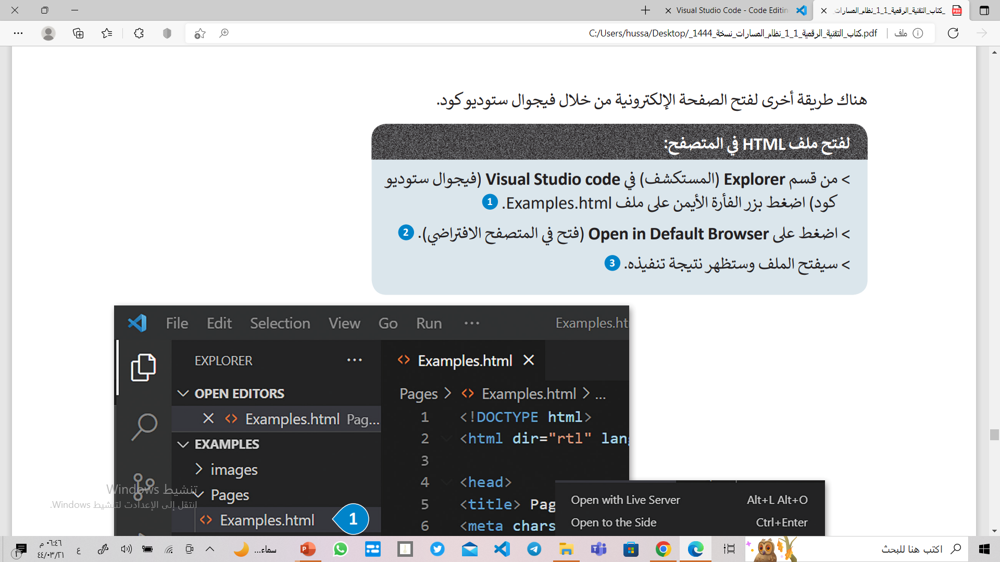 كتاب_التقنية_الرقمية_1_1_نظام_المسارات_
Visual Studio Code - Code Editin
ملف
C:/Users/hussa/Desktop/_1444_كتاب_التقنية_الرقمية_1_1_نظام_المسارات_نسخة.pdf
هناك طريقة أخرى لفتح الصفحة الإلكترونية من خلال فيجوال ستوديو كود.
لفتح ملف HTML في المتصفح:
> من قسم Explorer (المستكشف) في Visual Studio code (فيجوال ستوديو
كود) اضغط بزر الفأرة الأيمن على ملف Examples.html. 1
> اضغط على Open in Default Browser (فتح في المتصفح الافتراضي). 2
> سيفتح الملف وستظهر نتيجة تنفيذه. 3
File Edit Selection View Go Run ··· Examples.ht
EXPLORER ···
Examples.html
OPEN EDITORS
Pages > Examples.html > ...
Examples.html Pag...
1 <!DOCTYPE html>
2 <html dir="rtl" lang
EXAMPLES
3
images
4 <head>
Pages
5 <title> Pag
Examples.html 1
6 <meta chars
Open with Live Server Alt+L Alt+O
Open to the Side Ctrl+Enter
تنشيط Windows
انتقل إلى الإعدادت لتنشيط Windows.
اكتب هنا للبحث
سماء...
ع
٠٦:٤٦ م
٤٤/٠٣/٢١
١